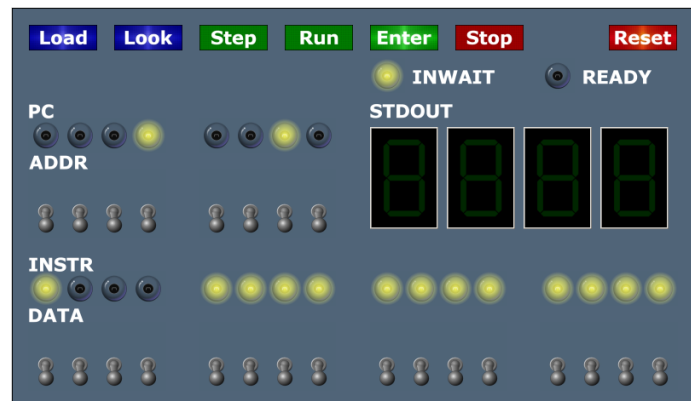 Load Look Step Run Enter Stop Reset
INWAIT READY
PC STDOUT
ADDR
INSTR
DATA